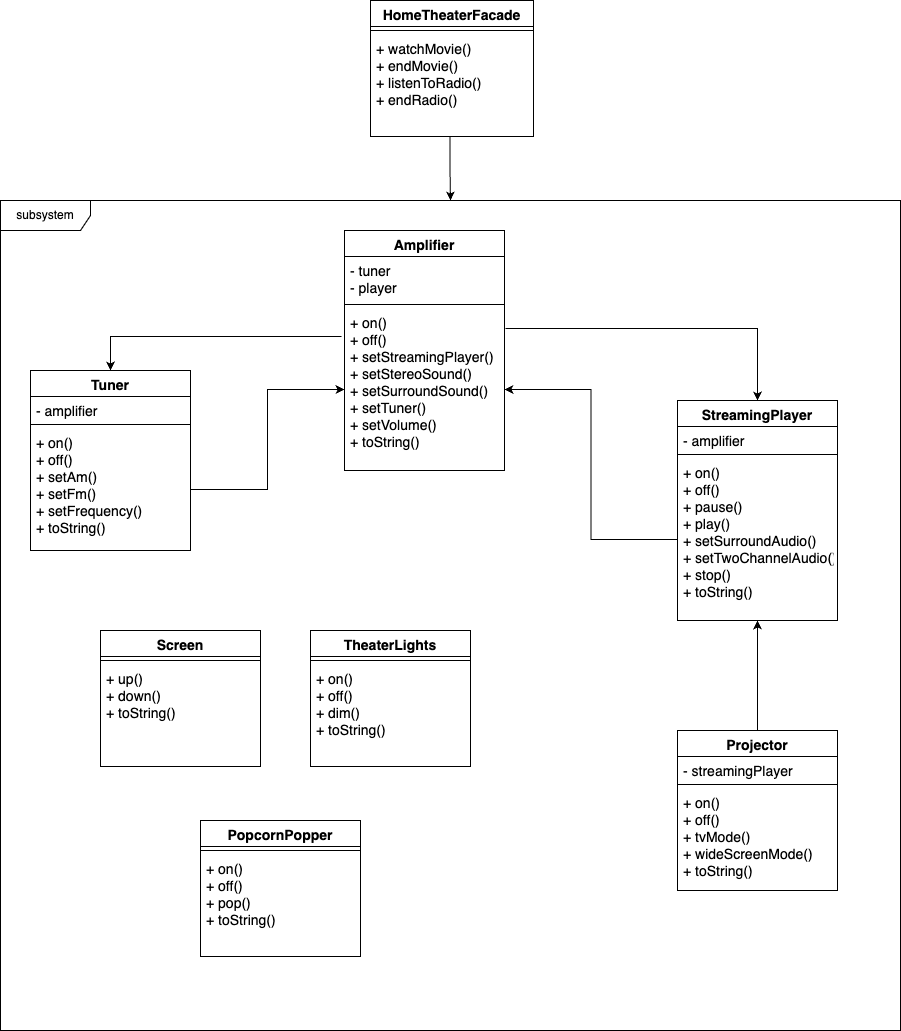 HomeTheaterFacade
+ watchMovie()
+ endMovie()
+ listenToRadio()
+ endRadio()
subsystem
Amplifier
- tuner
- player
+ on()
+ off()
+ setStreamingPlayer()
+ setStereoSound()
+ setSurroundSound()
+ setTuner()
+ setVolume()
+ toString()
Tuner
- amplifier
+ on()
+ off()
+ setAm()
+ setFm()
+ setFrequency()
+ toString()
StreamingPlayer
- amplifier
+ on()
+ off()
+ pause()
+ play()
+ setSurroundAudio()
+ setTwoChannelAudio(
+ stop()
+ toString()
Screen
+ up()
+ down()
+ toString()
TheaterLights
+ on()
+ off()
+ dim()
+ toString()
Projector
- streamingPlayer
+ on()
+ off()
+ tvMode()
+ wideScreenMode()
+ toString()
PopcornPopper
+ on()
+ off()
+ pop()
+ toString()